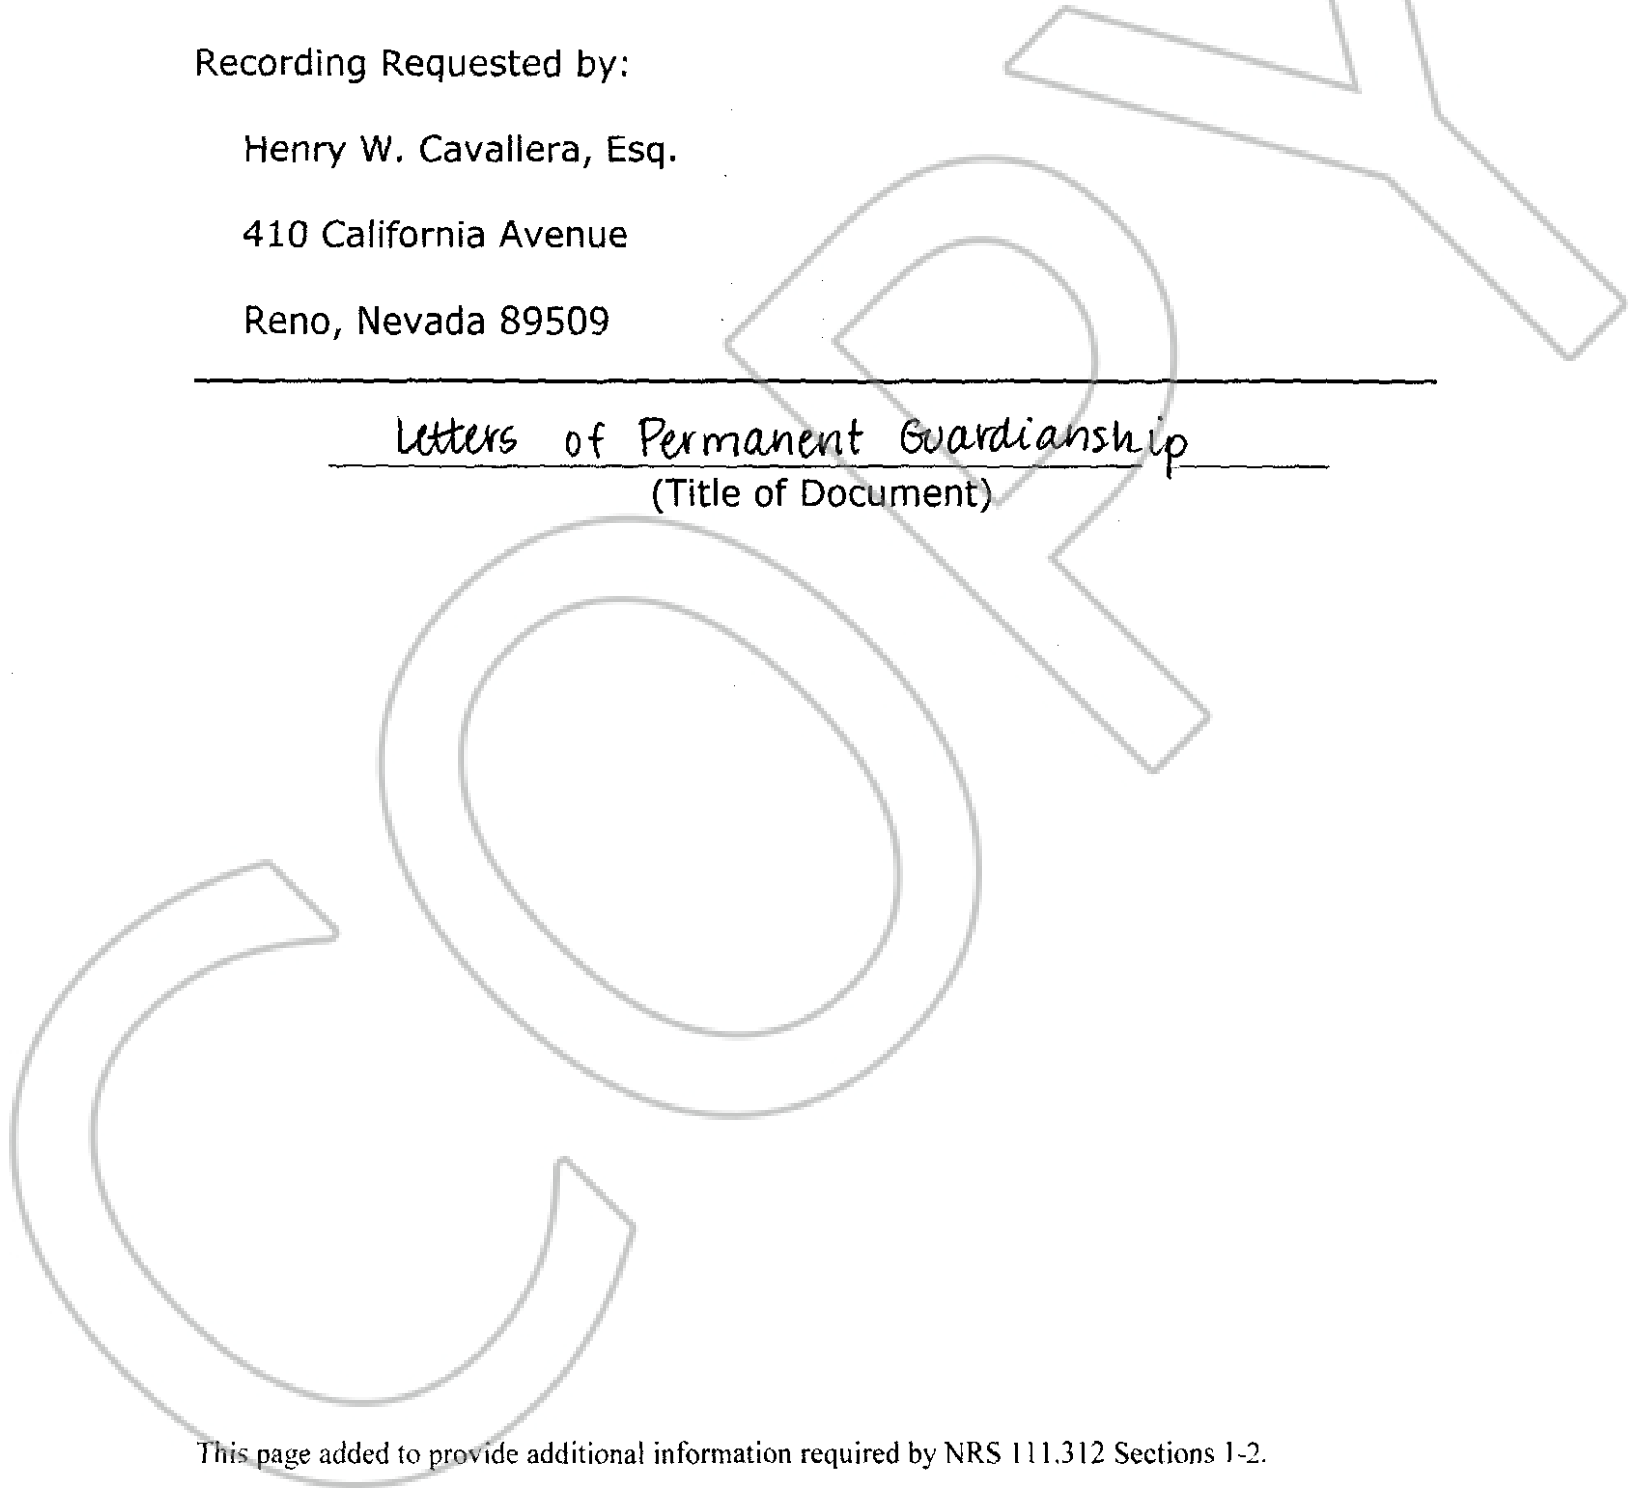 Recording Requested by:
Henry W. Cavallera, Esq.
410 California Avenue
Reno, Nevada 89509
Letters of Permanent Guardianship
(Title of Document)
COPY
This page added to provide additional information required by NRS 111.312 Sections 1-2.